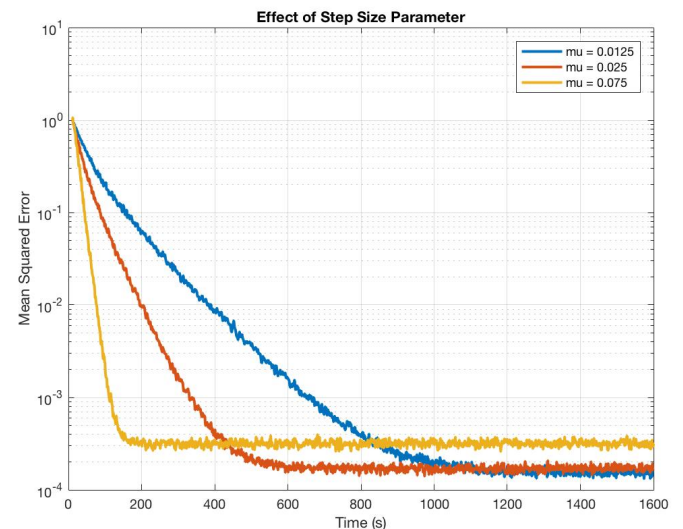 Effect of Step Size Parameter
10^1
mu = 0.0125
mu = 0.025
mu = 0.075
10^0
10^-1
10^-2
10^-3
10^-4
Mean Squared Error
0 200 400 600 800 1000 1200 1400 1600
Time (s)